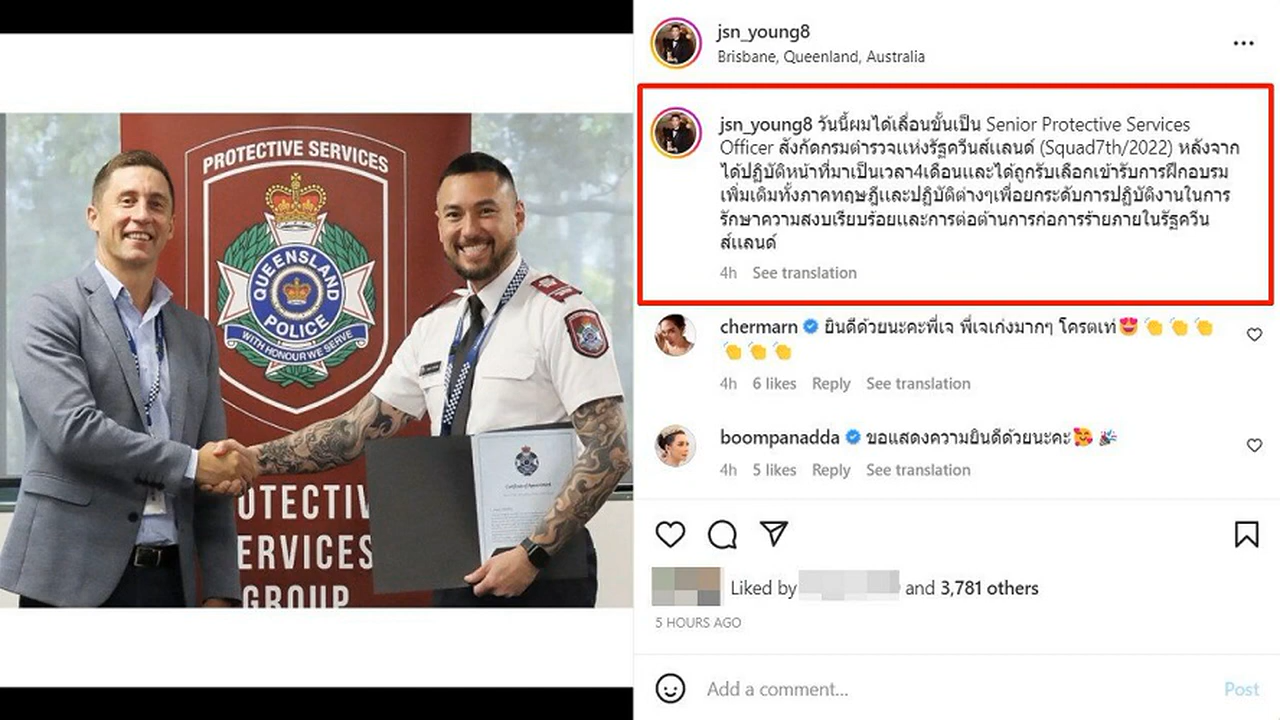 PROTECTIVE SERVICES
QUEENSLAND
POLICE
WITH HONOUR WE SERVE
OTECTIV
ERVICES
GROUP
Certificate of Appointment
jsn_young8
Brisbane, Queenland, Australia
jsn_young8 วันนี้ผมได้เลื่อนขั้นเป็น Senior Protective Services
Officer สังกัดกรมตำรวจแห่งรัฐควีนส์แลนด์ (Squad7th/2022) หลังจาก
ได้ปฏิบัติหน้าที่มาเป็นเวลา4เดือนและได้ถูกรับเลือกเข้ารับการฝึกอบรม
เพิ่มเติมทั้งภาคทฤษฎีและปฏิบัติต่างๆเพื่อยกระดับการปฏิบัติงานในการ
รักษาความสงบเรียบร้อยและการต่อต้านการก่อการร้ายภายในรัฐควีน
ส์แลนด์
4h See translation
chermarn ยินดีด้วยนะคะพี่เจ พี่เจเก่งมากๆ โครตเท่😍👏👏👏
👏👏👏
4h 6 likes Reply See translation
boompanadda ขอแสดงความยินดีด้วยนะคะ🥰 🎉
4h 5 likes Reply See translation
Liked by and 3,781 others
5 HOURS AGO
Add a comment...
Post